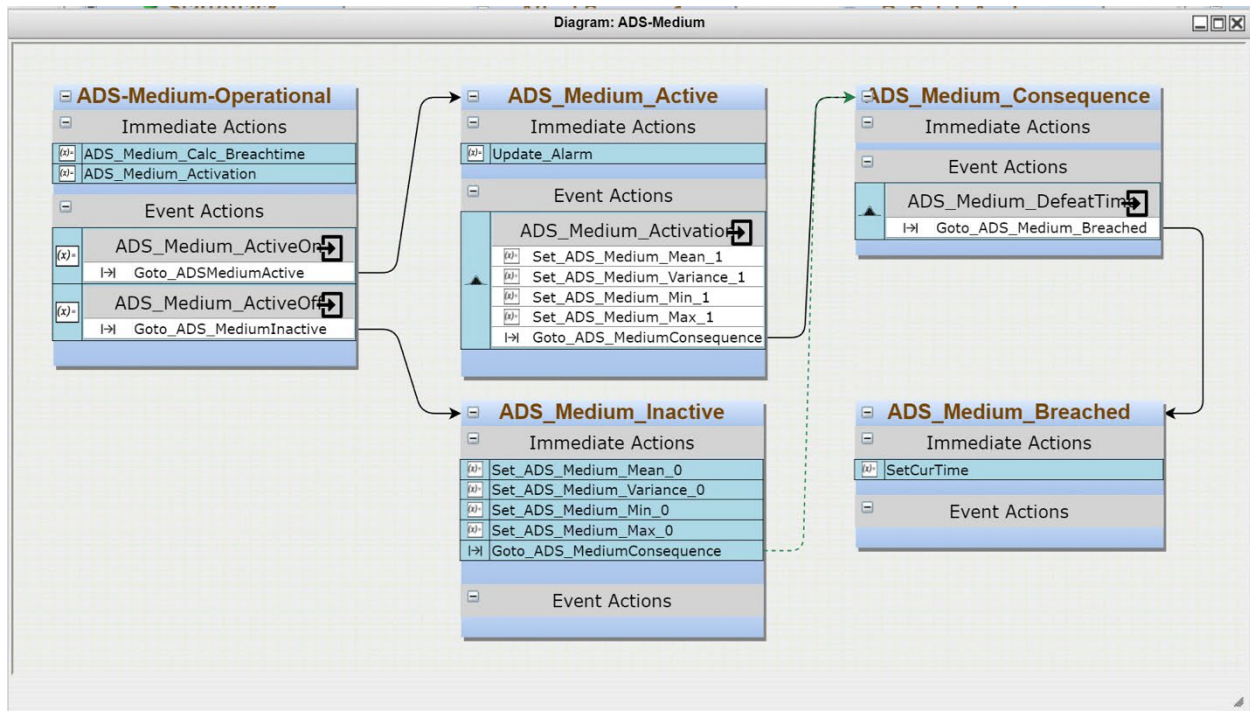 Diagram: ADS-Medium
ADS-Medium-Operational
Immediate Actions
(x)= ADS_Medium_Calc_Breachtime
(x)= ADS_Medium_Activation
Event Actions
(x)= ADS_Medium_ActiveOn
Goto_ADSMediumActive
(x)= ADS_Medium_ActiveOff
Goto_ADS_MediumInactive
ADS_Medium_Active
Immediate Actions
(x)= Update_Alarm
Event Actions
ADS_Medium_Activation
(x)= Set_ADS_Medium_Mean_1
(x)= Set_ADS_Medium_Variance_1
(x)= Set_ADS_Medium_Min_1
(x)= Set_ADS_Medium_Max_1
Goto_ADS_MediumConsequence
ADS_Medium_Inactive
Immediate Actions
(x)= Set_ADS_Medium_Mean_0
(x)= Set_ADS_Medium_Variance_0
(x)= Set_ADS_Medium_Min_0
(x)= Set_ADS_Medium_Max_0
Goto_ADS_MediumConsequence
Event Actions
ADS_Medium_Consequence
Immediate Actions
Event Actions
ADS_Medium_DefeatTime
Goto_ADS_Medium_Breached
ADS_Medium_Breached
Immediate Actions
(x)= SetCurTime
Event Actions